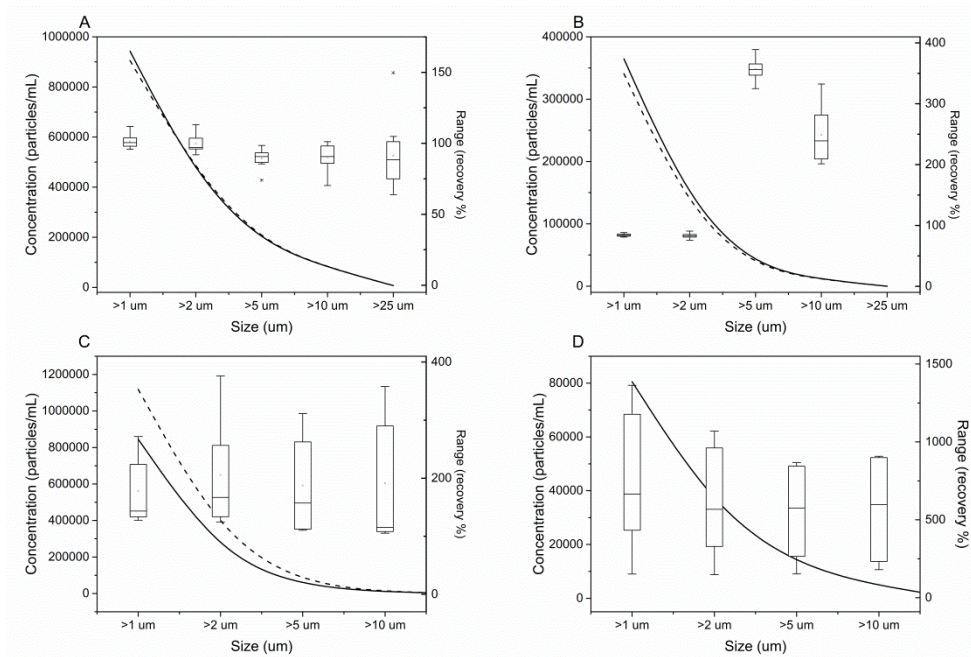 A
Concentration (particles/mL)
1000000
800000
600000
400000
200000
0
150
100
50
0
Range (recovery %)
>1 um >2 um >5 um >10 um >25 um
Size (um)
B
Concentration (particles/mL)
400000
300000
200000
100000
0
400
300
200
100
0
Range (recovery %)
>1 um >2 um >5 um >10 um >25 um
Size (um)
C
Concentration (particles/mL)
1200000
1000000
800000
600000
400000
200000
0
400
200
0
Range (recovery %)
>1 um >2 um >5 um >10 um
Size (um)
D
Concentration (particles/mL)
80000
60000
40000
20000
0
1500
1000
500
0
Range (recovery %)
>1 um >2 um >5 um >10 um
Size (um)